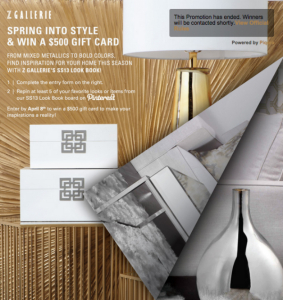 Z GALLERIE
SPRING INTO STYLE
& WIN A $500 GIFT CARD
FROM MIXED METALLICS TO BOLD COLORS,
FIND INSPIRATION FOR YOUR HOME THIS SEASON
WITH Z GALLERIE'S SS13 LOOK BOOK!
1 | Complete the entry form on the right.
2 | Repin at least 5 of your favorite looks or items from
our SS13 Look Book board on Pinterest
Enter by April 8th to win a $500 gift card to make your
inspirations a reality!
This Promotion has ended. Winners
will be contacted shortly.
Powered by